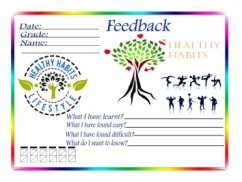 Date:
Feedback
Grade:
Name:
HEALTHY
HABITS
HEALTHY HABITS
LIFESTYLE
What I have learnt?
What I have found easy?
What I have found difficult?
What do I want to know?